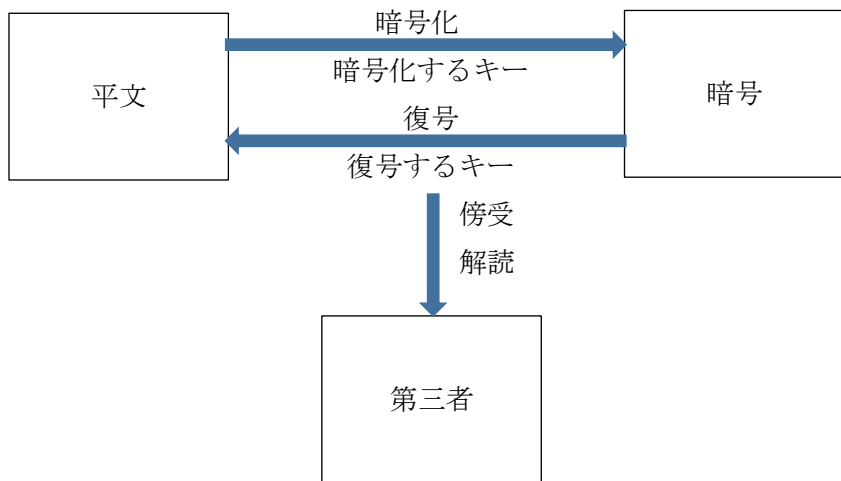 暗号化
暗号化するキー
平文
暗号
復号
復号するキー
傍受
解読
第三者